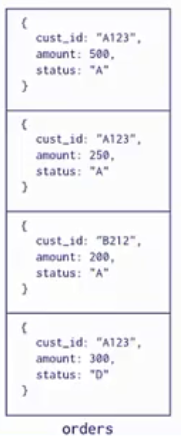 {
cust_id: "A123",
amount: 500,
status: "A"
}
{
cust_id: "A123",
amount: 250,
status: "A"
}
{
cust_id: "B212",
amount: 200,
status: "A"
}
{
cust_id: "A123",
amount: 300,
status: "D"
}
orders